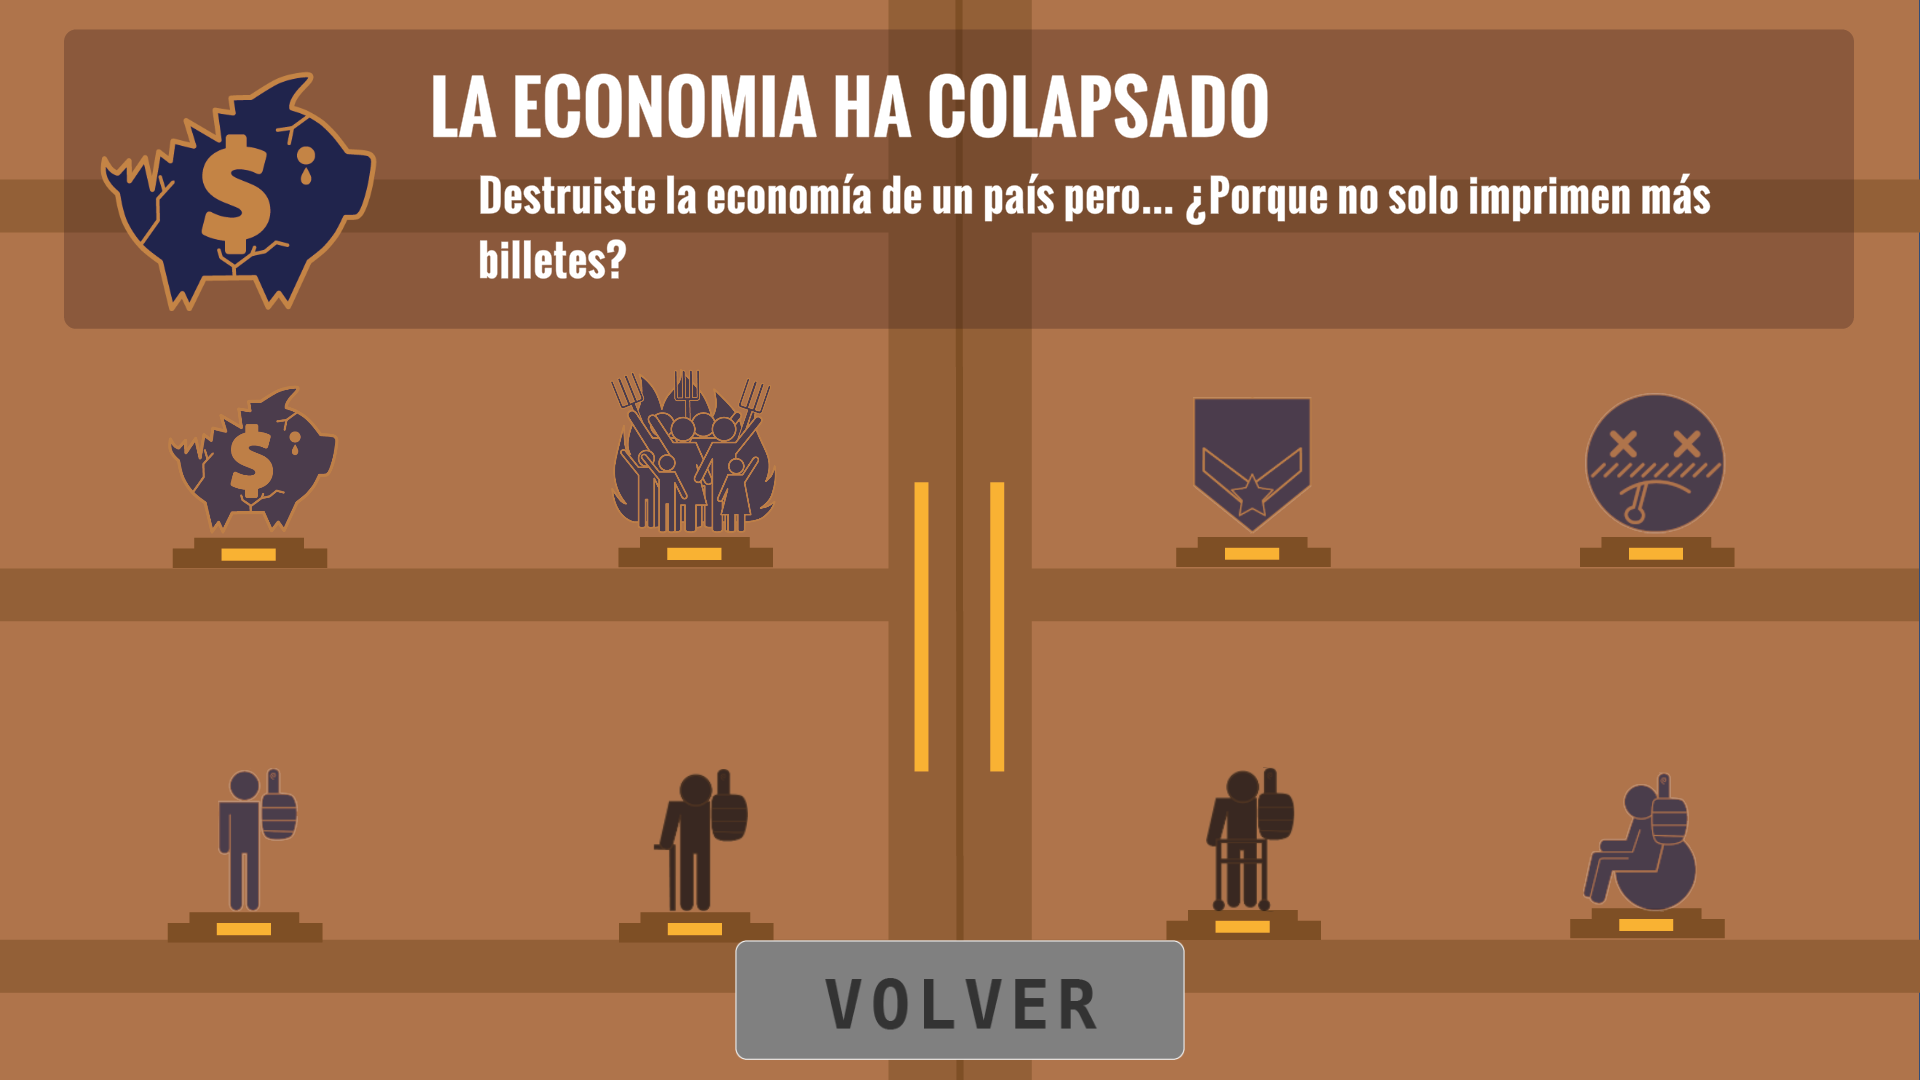 LA ECONOMIA HA COLAPSADO
Destruiste la economía de un país pero... ¿Porque no solo imprimen más
billetes?
$
$
VOLVER